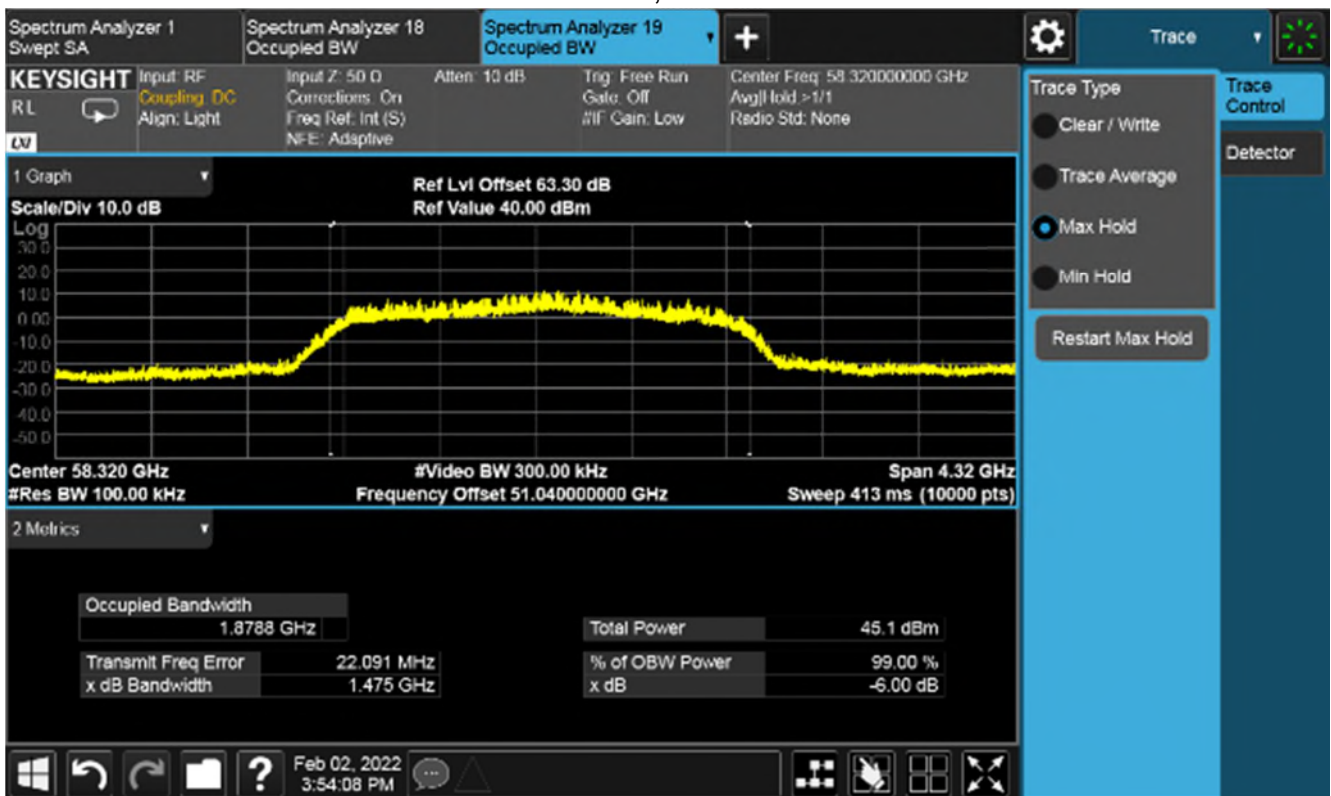 Spectrum Analyzer 1
Swept SA
Spectrum Analyzer 18
Occupied BW
Spectrum Analyzer 19
Occupied BW
+
Trace
KEYSIGHT
RL
LXI
Input: RF
Coupling: DC
Align: Light
Input Z: 50 Ω
Corrections: On
Freq Ref: Int (S)
NFE: Adaptive
Atten: 10 dB
Trig: Free Run
Gate: Off
#IF Gain: Low
Center Freq: 58.320000000 GHz
Avg|Hold:>1/1
Radio Std: None
Trace Type
Clear / Write
Trace Average
Max Hold
Min Hold
Restart Max Hold
Trace
Control
Detector
1 Graph
Scale/Div 10.0 dB
Ref Lvl Offset 63.30 dB
Ref Value 40.00 dBm
Log
30.0
20.0
10.0
0.00
-10.0
-20.0
-30.0
-40.0
-50.0
Center 58.320 GHz
#Video BW 300.00 kHz
Span 4.32 GHz
#Res BW 100.00 kHz
Frequency Offset 51.040000000 GHz
Sweep 413 ms (10000 pts)
2 Metrics
Occupied Bandwidth
1.8788 GHz
Total Power 45.1 dBm
Transmit Freq Error 22.091 MHz
% of OBW Power 99.00 %
x dB Bandwidth 1.475 GHz
x dB -6.00 dB
?
Feb 02, 2022
3:54:08 PM